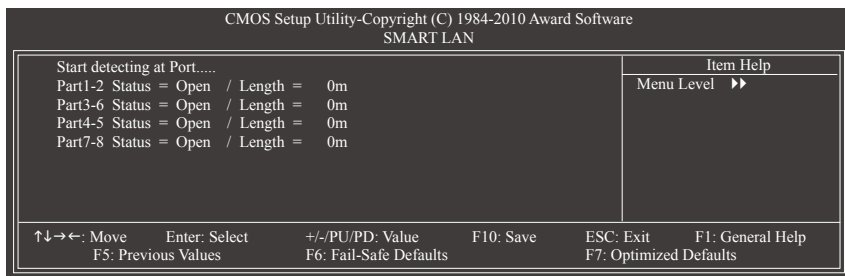 CMOS Setup Utility-Copyright (C) 1984-2010 Award Software
SMART LAN
Start detecting at Port.....
Part1-2 Status = Open / Length = 0m
Part3-6 Status = Open / Length = 0m
Part4-5 Status = Open / Length = 0m
Part7-8 Status = Open / Length = 0m
Item Help
Menu Level ▶▶
↑↓→←: Move Enter: Select +/-/PU/PD: Value F10: Save ESC: Exit F1: General Help
F5: Previous Values F6: Fail-Safe Defaults F7: Optimized Defaults